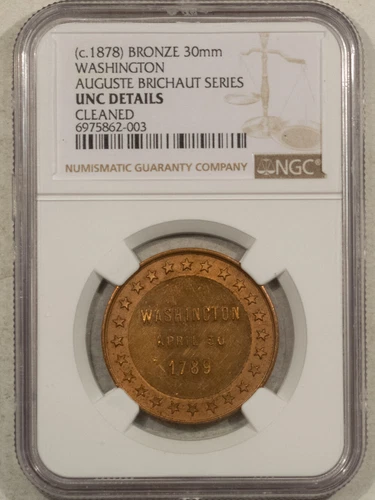 (c.1878) BRONZE 30mm
WASHINGTON
AUGUSTE BRICHAUT SERIES
UNC DETAILS
CLEANED
6975862-003
NUMISMATIC GUARANTY COMPANY NGC
WASHINGTON
APRIL 30
1789